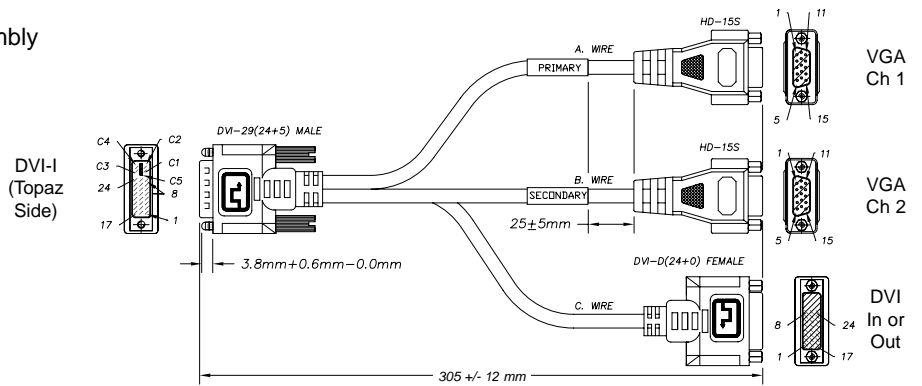 mbly
HD-15S
1 11
A. WIRE
PRIMARY
VGA
Ch 1
5 15
DVI-29(24+5) MALE
C4 C2
C3 C1
24 C5
8
17 1
DVI-I
(Topaz
Side)
HD-15S
1 11
B. WIRE
SECONDARY
VGA
Ch 2
5 15
25±5mm
3.8mm+0.6mm-0.0mm
DVI-D(24+0) FEMALE
C. WIRE
8 24
1 17
DVI
In or
Out
305 +/- 12 mm